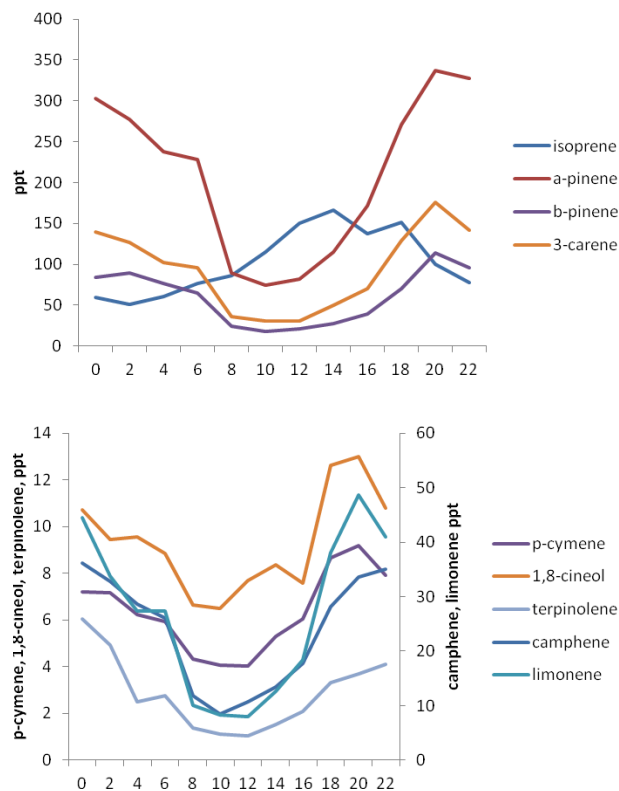 400
350
300
250
200
150
100
50
0
ppt
0 2 4 6 8 10 12 14 16 18 20 22
isoprene
a-pinene
b-pinene
3-carene
14
12
10
8
6
4
2
0
p-cymene, 1,8-cineol, terpinolene, ppt
60
50
40
30
20
10
0
camphene, limonene ppt
0 2 4 6 8 10 12 14 16 18 20 22
p-cymene
1,8-cineol
terpinolene
camphene
limonene